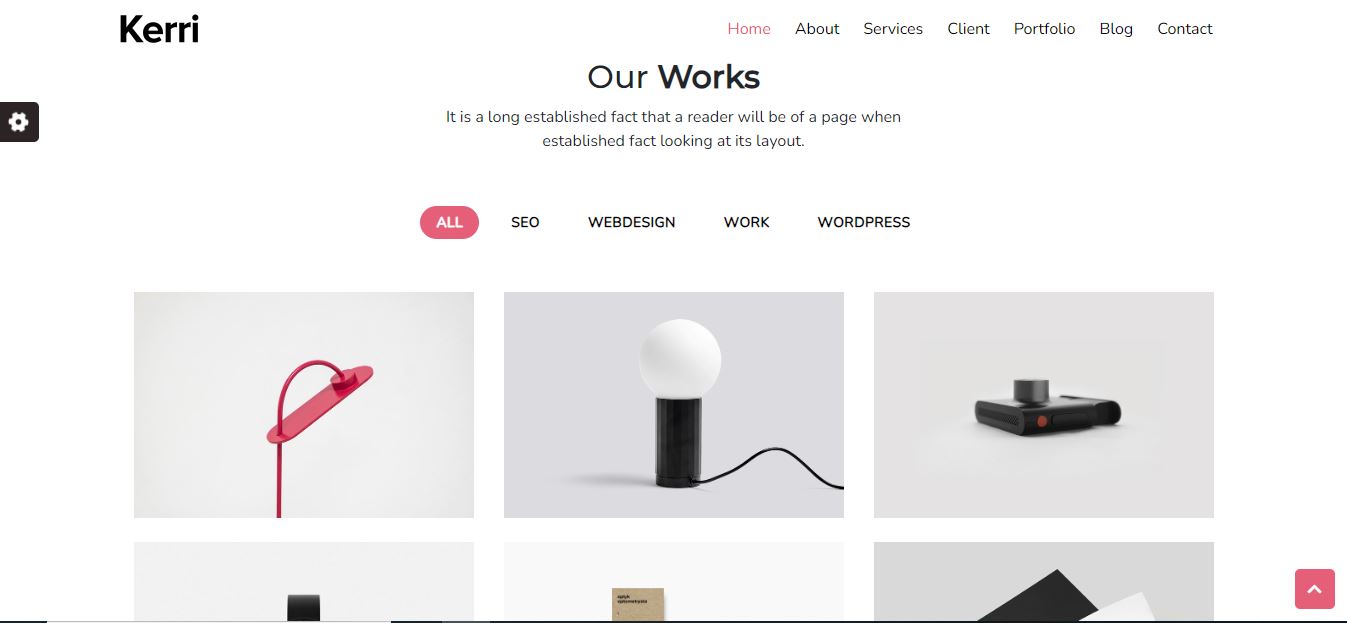 Kerri
Home About Services Client Portfolio Blog Contact
Our Works
It is a long established fact that a reader will be of a page when
established fact looking at its layout.
ALL SEO WEBDESIGN WORK WORDPRESS
optometrysta